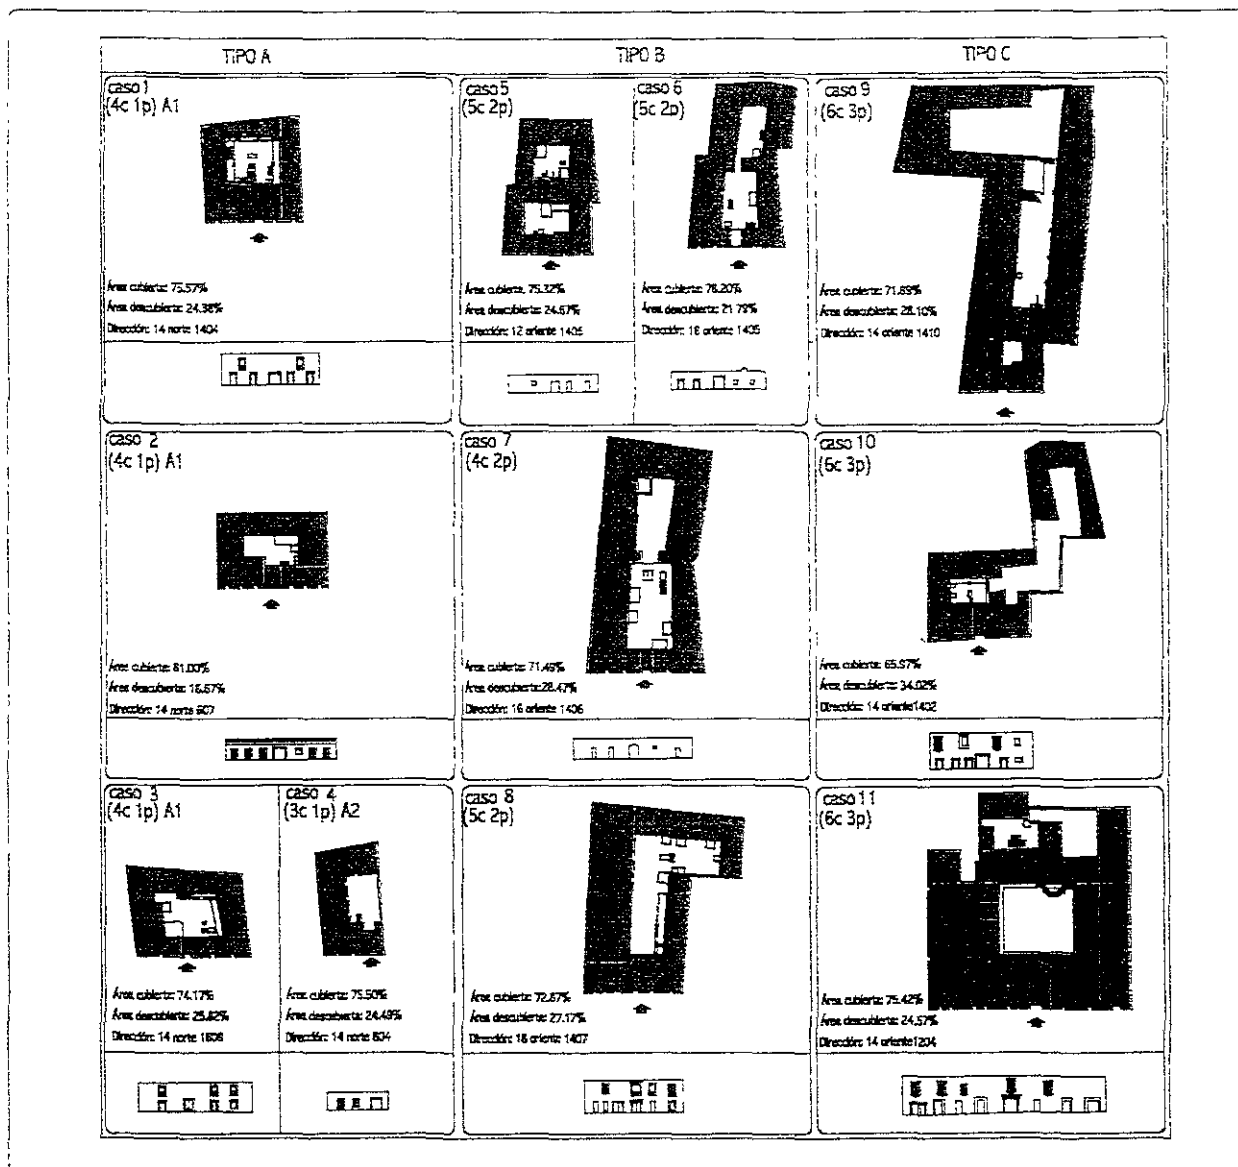 TIPO A
TIPO B
TIPO C
caso 1
(4c 1p) A1
Área cubierta: 75.57%
Área descubierta: 24.38%
Dirección: 14 norte 1404
caso 5
(5c 2p)
Área cubierta: 75.32%
Área descubierta: 24.67%
Dirección: 12 oriente 1405
caso 6
(5c 2p)
Área cubierta: 78.20%
Área descubierta: 21.79%
Dirección: 18 oriente 1405
caso 9
(6c 3p)
Área cubierta: 71.89%
Área descubierta: 28.10%
Dirección: 14 oriente 1410
caso 2
(4c 1p) A1
Área cubierta: 81.00%
Área descubierta:
Dirección: 14 norte 607
caso 7
(4c 2p)
Área cubierta: 71.49%
Área descubierta: 28.47%
Dirección: 16 oriente 1406
caso 10
(6c 3p)
Área cubierta: 65.97%
Área descubierta: 34.02%
Dirección: 14 oriente1402
caso 3
(4c 1p) A1
Área cubierta: 74.17%
Área descubierta: 25.82%
Dirección: 14 norte
caso 4
(3c 1p) A2
Área cubierta: 75.50%
Área descubierta: 24.49%
Dirección: 14 norte 804
caso 8
(5c 2p)
Área cubierta: 72.87%
Área descubierta: 27.17%
Dirección: 18 oriente 1407
caso 11
(6c 3p)
Área cubierta: 75.42%
Área descubierta: 24.57%
Dirección: 14 oriente1204